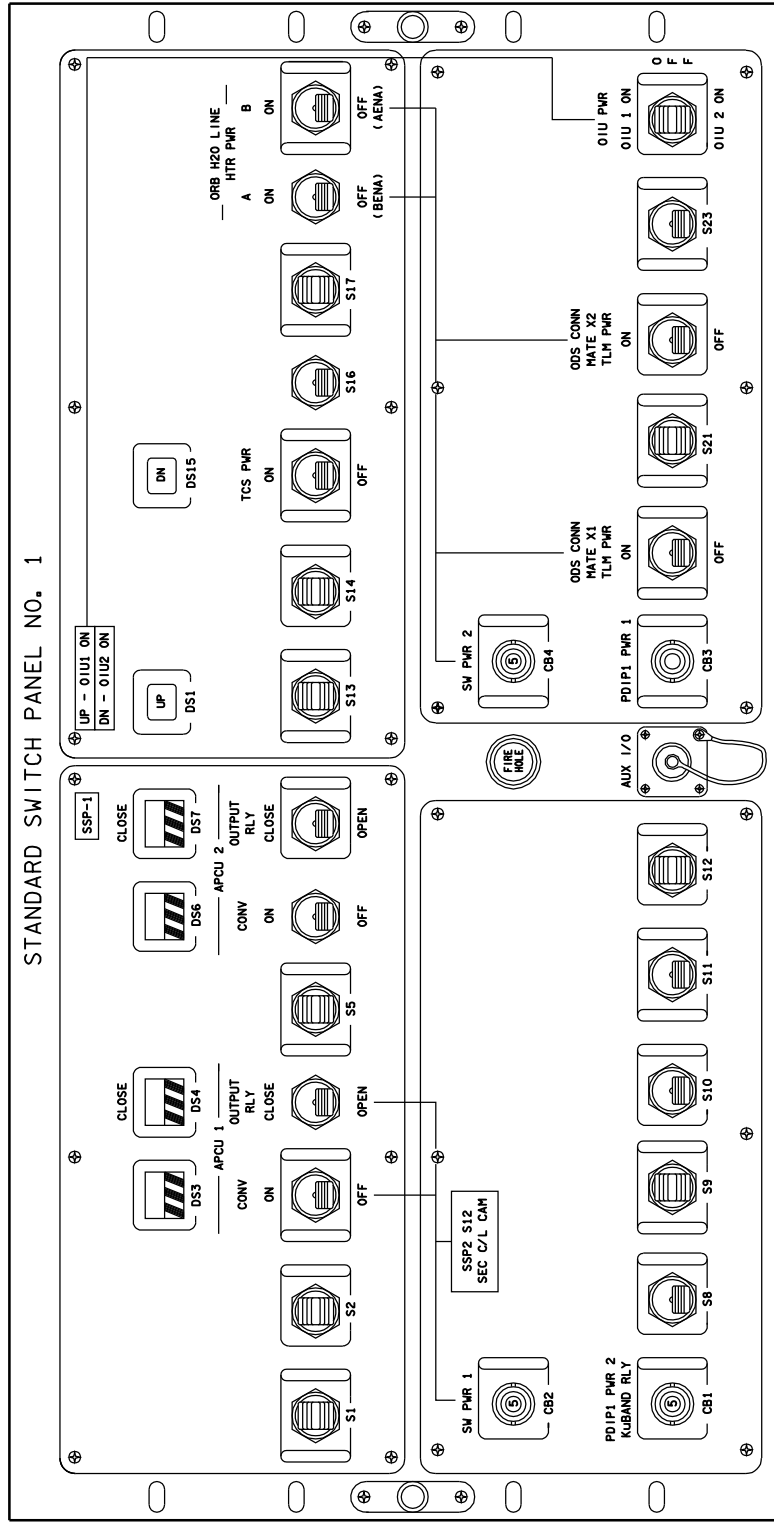 STANDARD SWITCH PANEL NO. 1
SSP-1
CLOSE
CLOSE
DS3
DS4
DS6
DS7
APCU 1
APCU 2
CONV
OUTPUT
RLY
CONV
OUTPUT
RLY
ON
CLOSE
ON
CLOSE
S1
S2
OFF
OPEN
S5
OFF
OPEN
UP - OIU1 ON
DN - OIU2 ON
UP
DS1
DN
DS15
ORB H2O LINE
HTR PWR
TCS PWR
ON
A
ON
B
ON
S13
S14
OFF
S16
S17
OFF
(BENA)
OFF
(AENA)
SW PWR 1
5
CB2
SSP2 S12
SEC C/L CAM
PDIP1 PWR 2
KuBAND RLY
5
CB1
S8
S9
S10
S11
S12
FIRE
HOLE
AUX I/O
SW PWR 2
5
CB4
PDIP1 PWR 1
CB3
ODS CONN
MATE X1
TLM PWR
ON
OFF
S21
ODS CONN
MATE X2
TLM PWR
ON
OFF
S23
OIU PWR
OIU 1 ON
OFF
OIU 2 ON